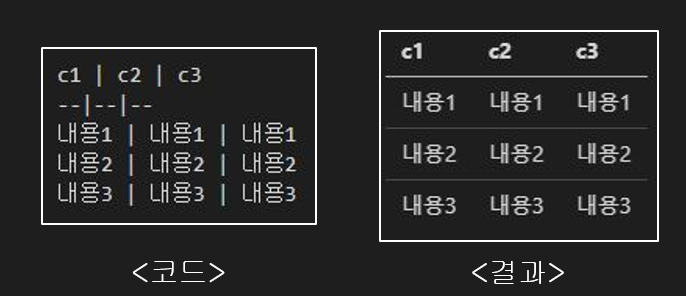 c1 | c2 | c3
--|--|--
내용1 | 내용1 | 내용1
내용2 | 내용2 | 내용2
내용3 | 내용3 | 내용3
<코드>
c1 c2 c3
내용1 내용1 내용1
내용2 내용2 내용2
내용3 내용3 내용3
<결과>